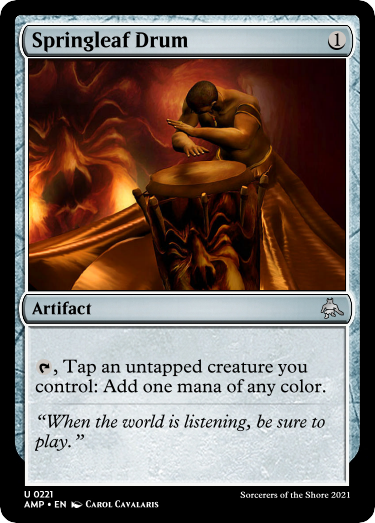 Springleaf Drum 1
Artifact
, Tap an untapped creature you
control: Add one mana of any color.
“When the world is listening, be sure to
play.”
U 0221
AMP • EN Carol Cavalaris
Sorcerers of the Shore 2021